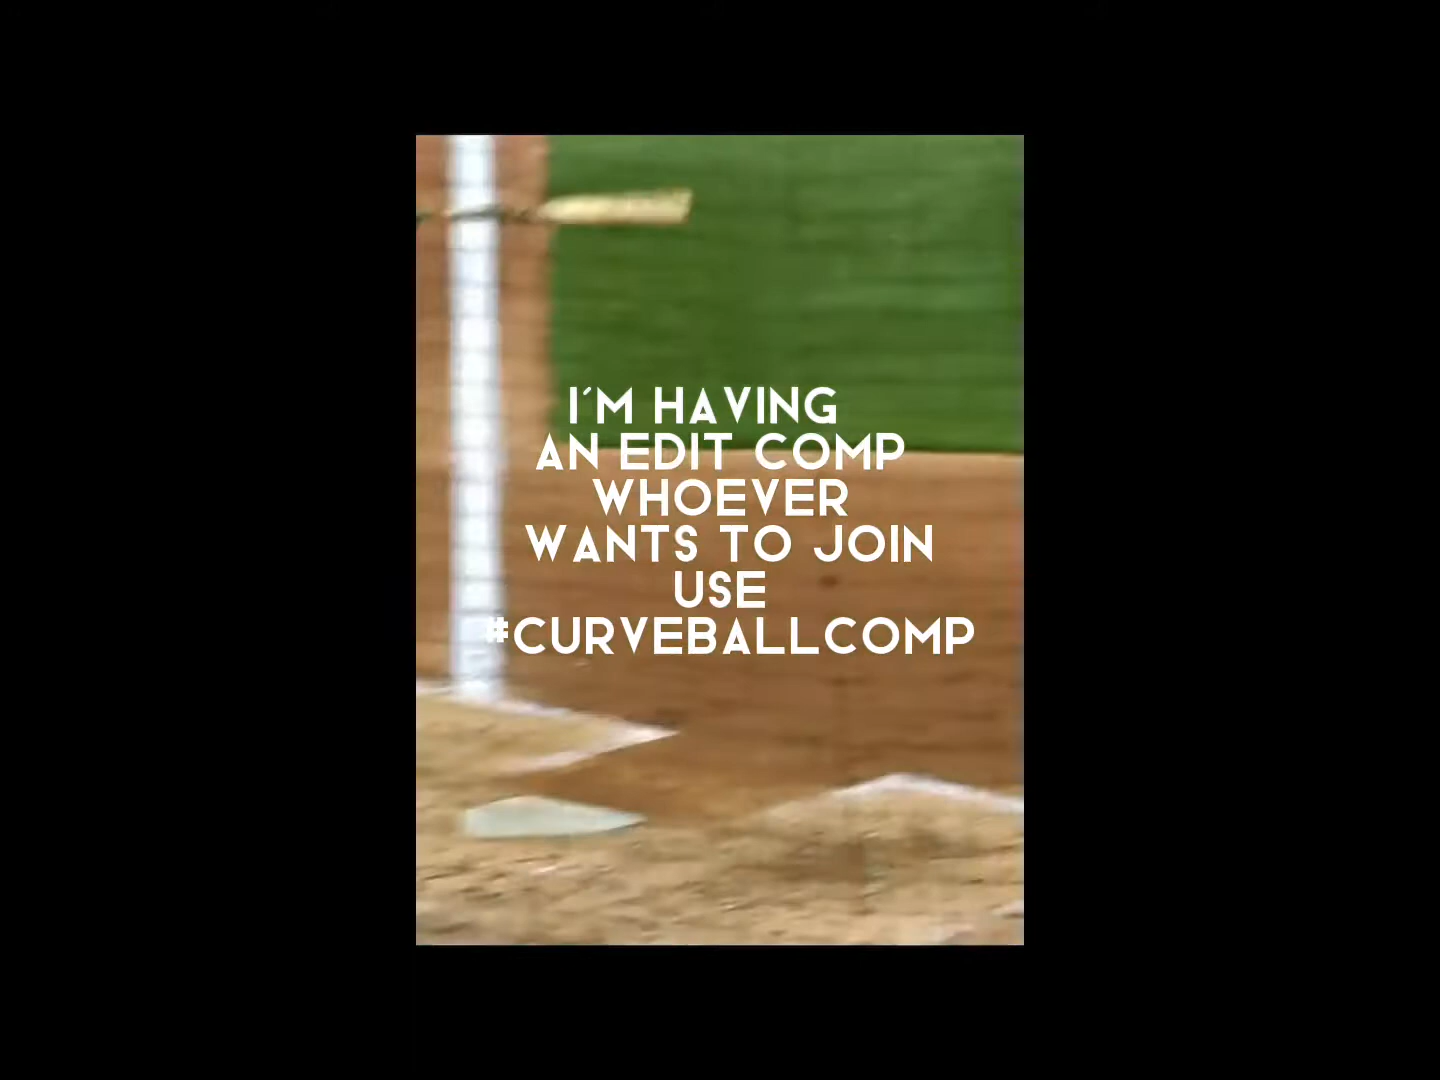 I'M HAVING
AN EDIT COMP
WHOEVER
WANTS TO JOIN
USE
#CURVEBALLCOMP